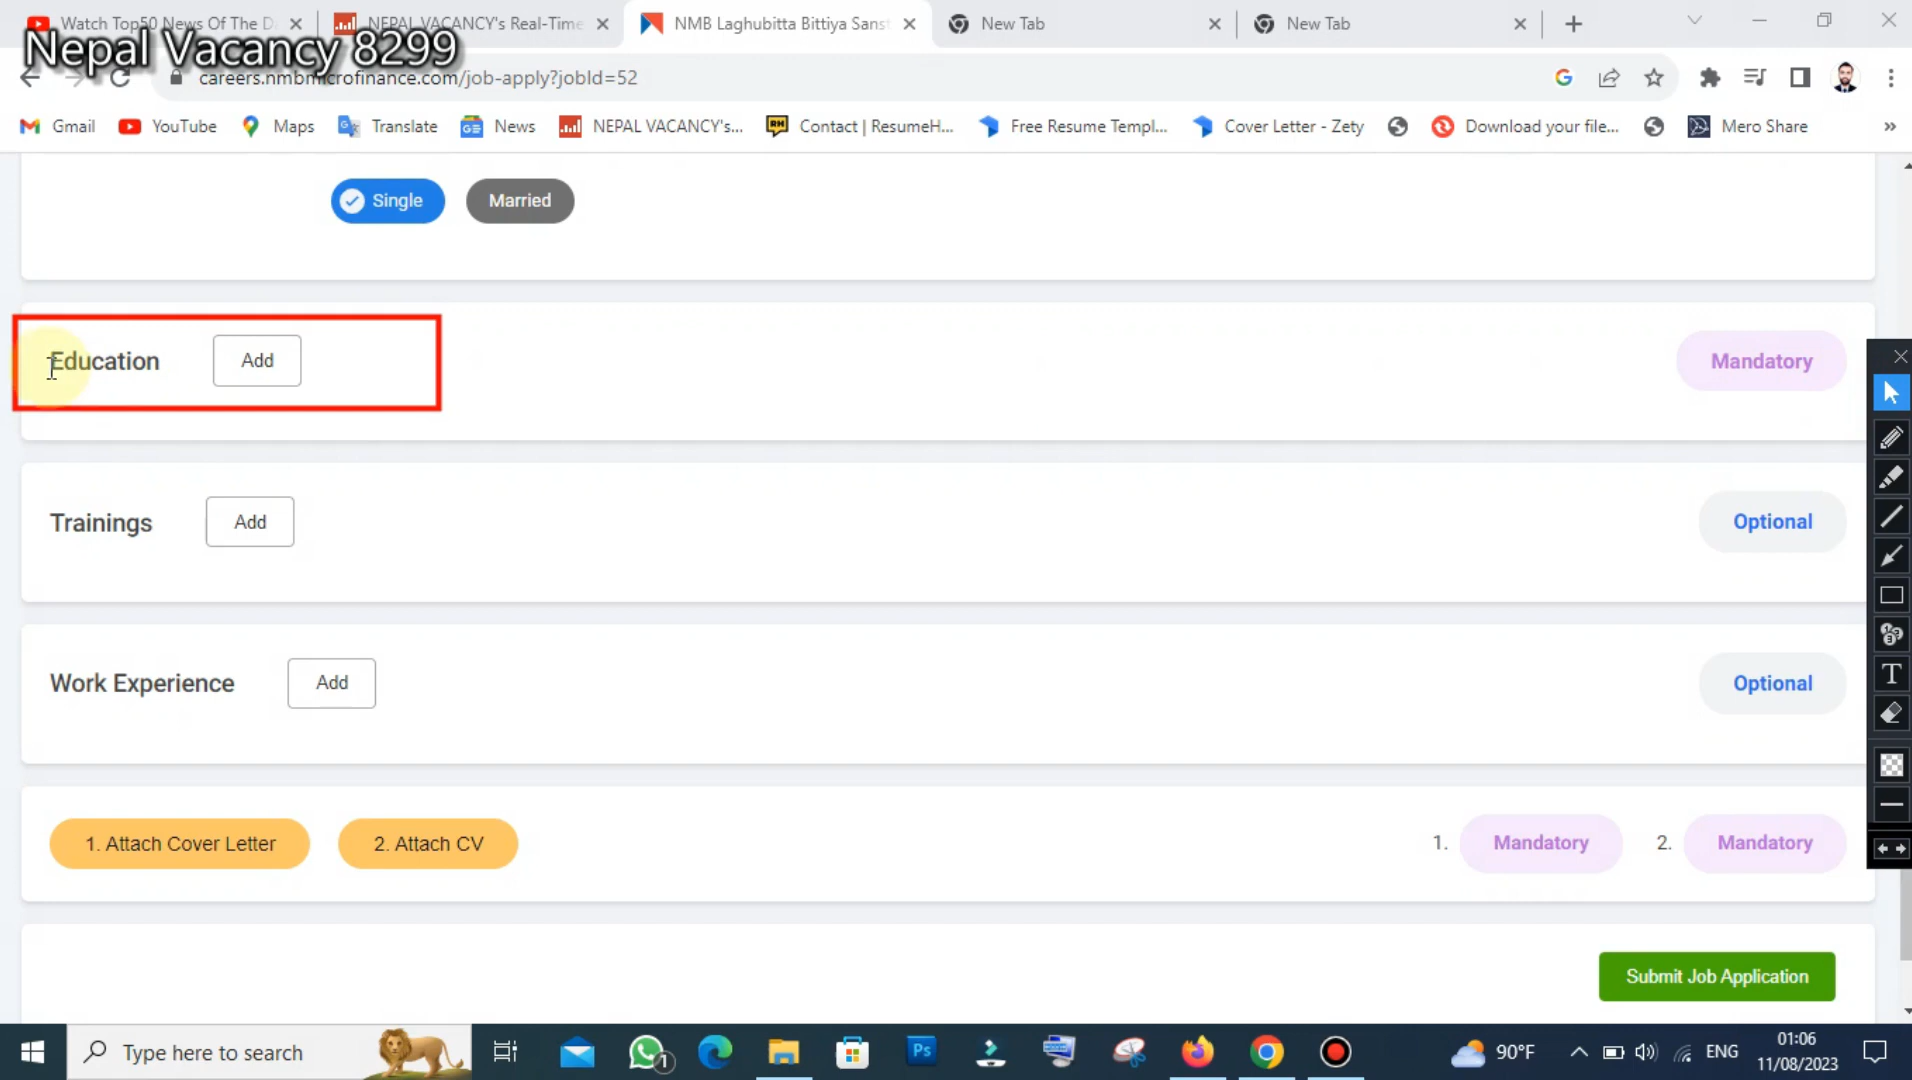 Watch Top50 News Of The D
NEPAL VACANCY's Real-Time
NMB Laghubitta Bittiya Sanst
New Tab
New Tab
Nepal Vacancy 8299
careers.nmbmicrofinance.com/job-apply?jobId=52
Gmail
YouTube
Maps
Translate
News
NEPAL VACANCY's...
Contact | ResumeH...
Free Resume Templ...
Cover Letter - Zety
Download your file...
Mero Share
»
Single
Married
Education
Add
Mandatory
Trainings
Add
Optional
Work Experience
Add
Optional
1. Attach Cover Letter
2. Attach CV
1. Mandatory
2. Mandatory
Submit Job Application
Type here to search
1
Ps
90°F
ENG
01:06
11/08/2023